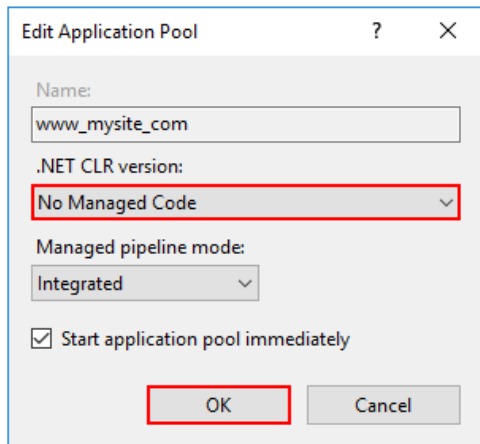 Edit Application Pool ?
Name:
www_mysite_com
.NET CLR version:
No Managed Code
Managed pipeline mode:
Integrated
Start application pool immediately
OK Cancel